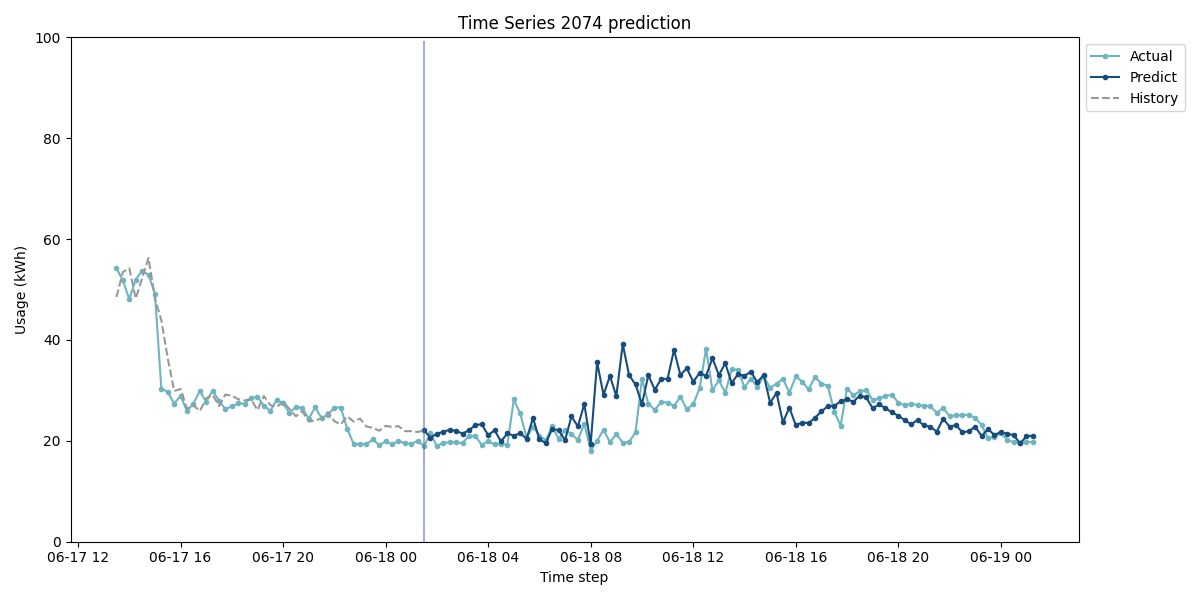 Time Series 2074 prediction
100
80
60
40
20
0
Usage (kWh)
06-17 12
06-17 16
06-17 20
06-18 00
06-18 04
06-18 08
06-18 12
06-18 16
06-18 20
06-19 00
Time step
Actual
Predict
History